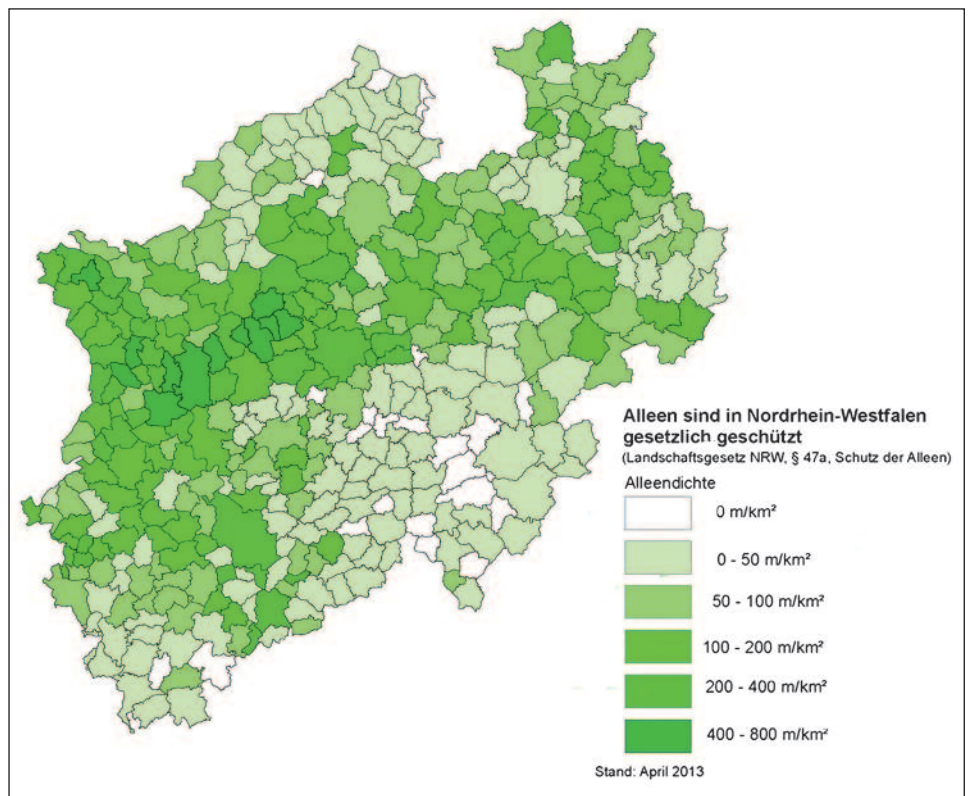 Alleen sind in Nordrhein-Westfalen
gesetzlich geschützt
(Landschaftsgesetz NRW, § 47a, Schutz der Alleen)
Alleendichte
0 m/km²
0 - 50 m/km²
50 - 100 m/km²
100 - 200 m/km²
200 - 400 m/km²
400 - 800 m/km²
Stand: April 2013